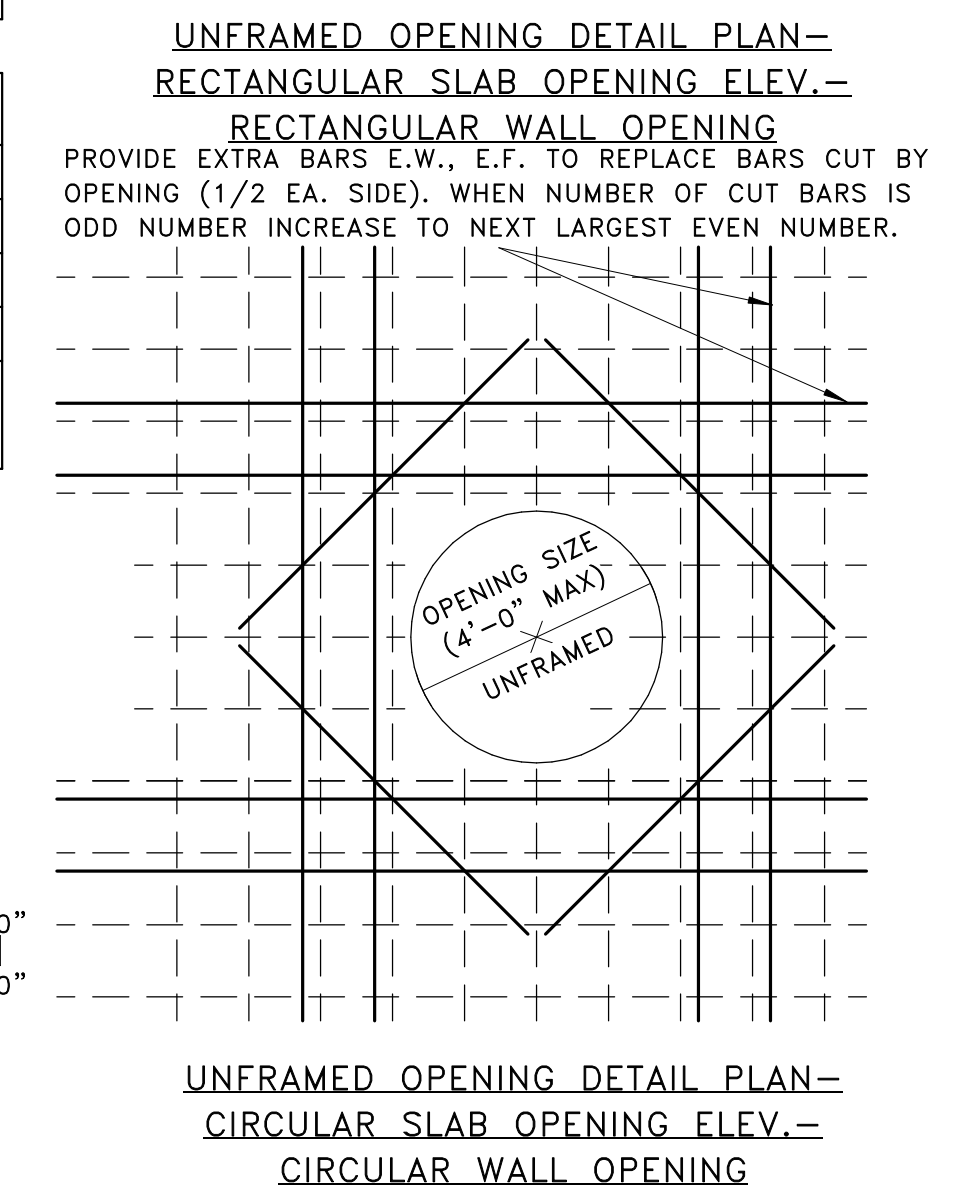 UNFRAMED OPENING DETAIL PLAN–
RECTANGULAR SLAB OPENING ELEV.–
RECTANGULAR WALL OPENING
PROVIDE EXTRA BARS E.W., E.F. TO REPLACE BARS CUT BY
OPENING (1/2 EA. SIDE). WHEN NUMBER OF CUT BARS IS
ODD NUMBER INCREASE TO NEXT LARGEST EVEN NUMBER.
OPENING SIZE
(4'–0" MAX)
UNFRAMED
0"
0"
UNFRAMED OPENING DETAIL PLAN–
CIRCULAR SLAB OPENING ELEV.–
CIRCULAR WALL OPENING